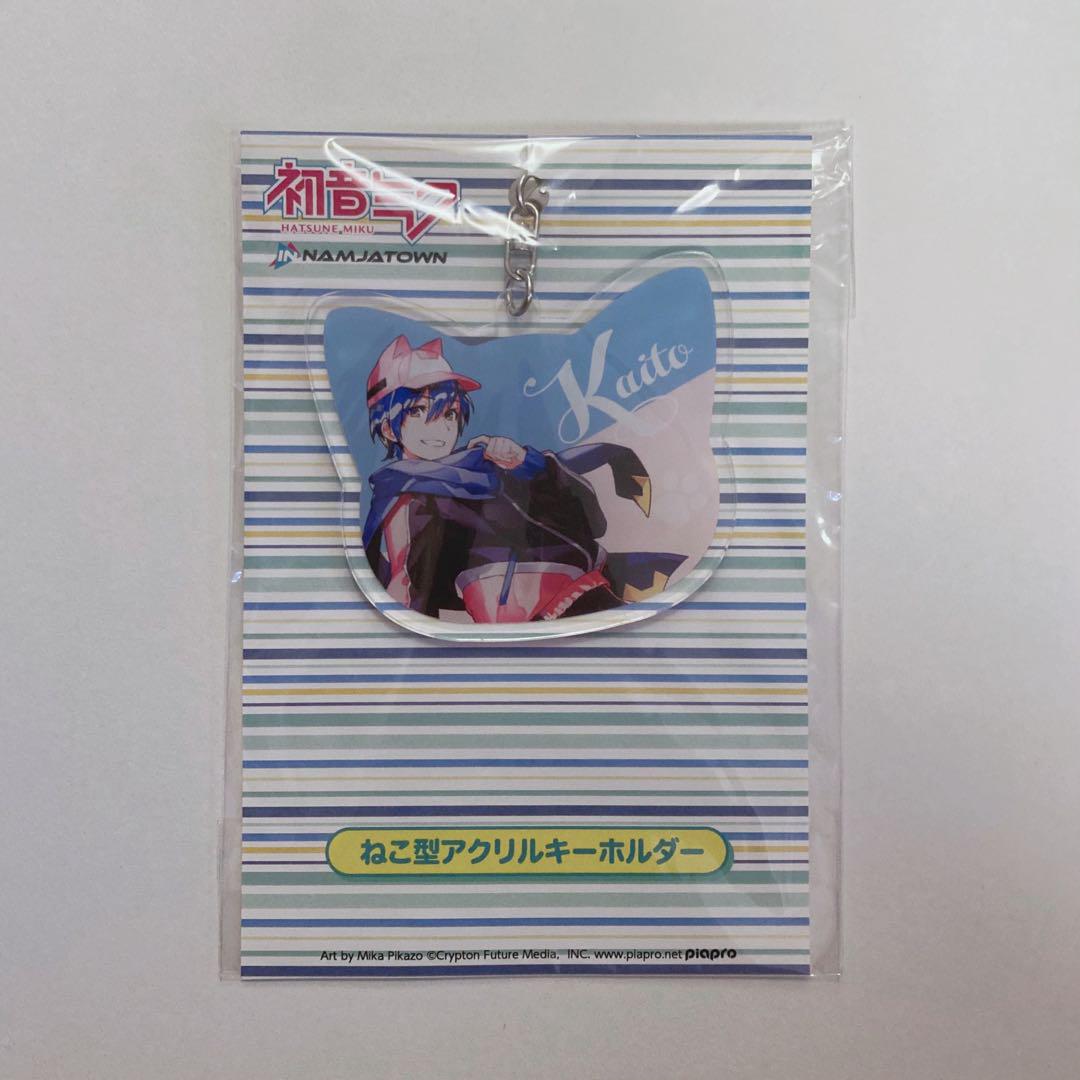 初音ミク
HATSUNE MIKU
IN NAMJATOWN
Kaito
ねこ型アクリルキーホルダー
Art by Mika Pikazo ©Crypton Future Media, INC. www.piapro.net piapro